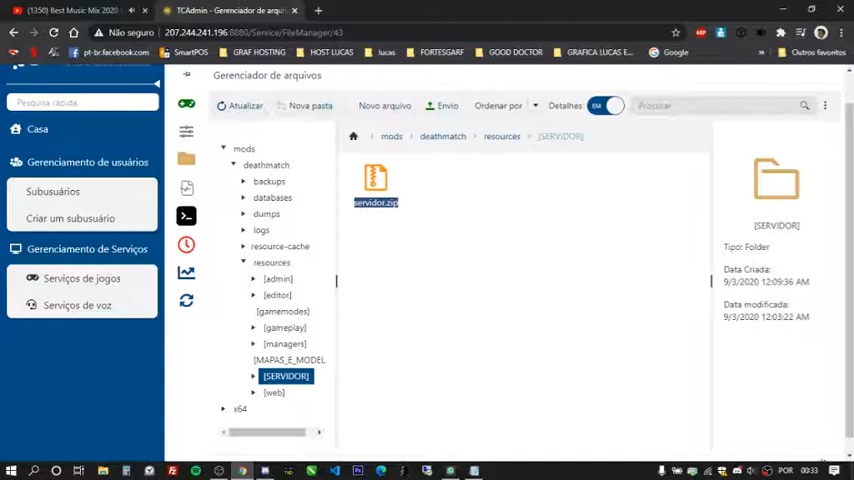 (1350) Best Music Mix 2020
TCAdmin - Gerenciador de arqui
Não seguro | 207.244.241.196:8880/Service/FileManager/43
pt-br.facebook.com
SmartPOS
GRAF HOSTING
HOST LUCAS
lucas
FORTESGARF
GOOD DOCTOR
GRAFICA LUCAS E...
Google
Outros favoritos
Pesquisa rápida
Casa
Gerenciamento de usuários
Subusuários
Criar um subusuário
Gerenciamento de Serviços
Serviços de jogos
Serviços de voz
Gerenciador de arquivos
Atualizar
Nova pasta
Novo arquivo
Envio
Ordenar por
Detalhes
EM
Procurar
mods
deathmatch
backups
databases
dumps
logs
resource-cache
resources
[admin]
[editor]
[gamemodes]
[gameplay]
[managers]
[MAPAS_E_MODEL
[SERVIDOR]
[web]
x64
mods
deathmatch
resources
[SERVIDOR]
servidor.zip
[SERVIDOR]
Tipo: Folder
Data Criada:
9/3/2020 12:09:36 AM
Data modificada:
9/3/2020 12:03:22 AM
POR
00:33